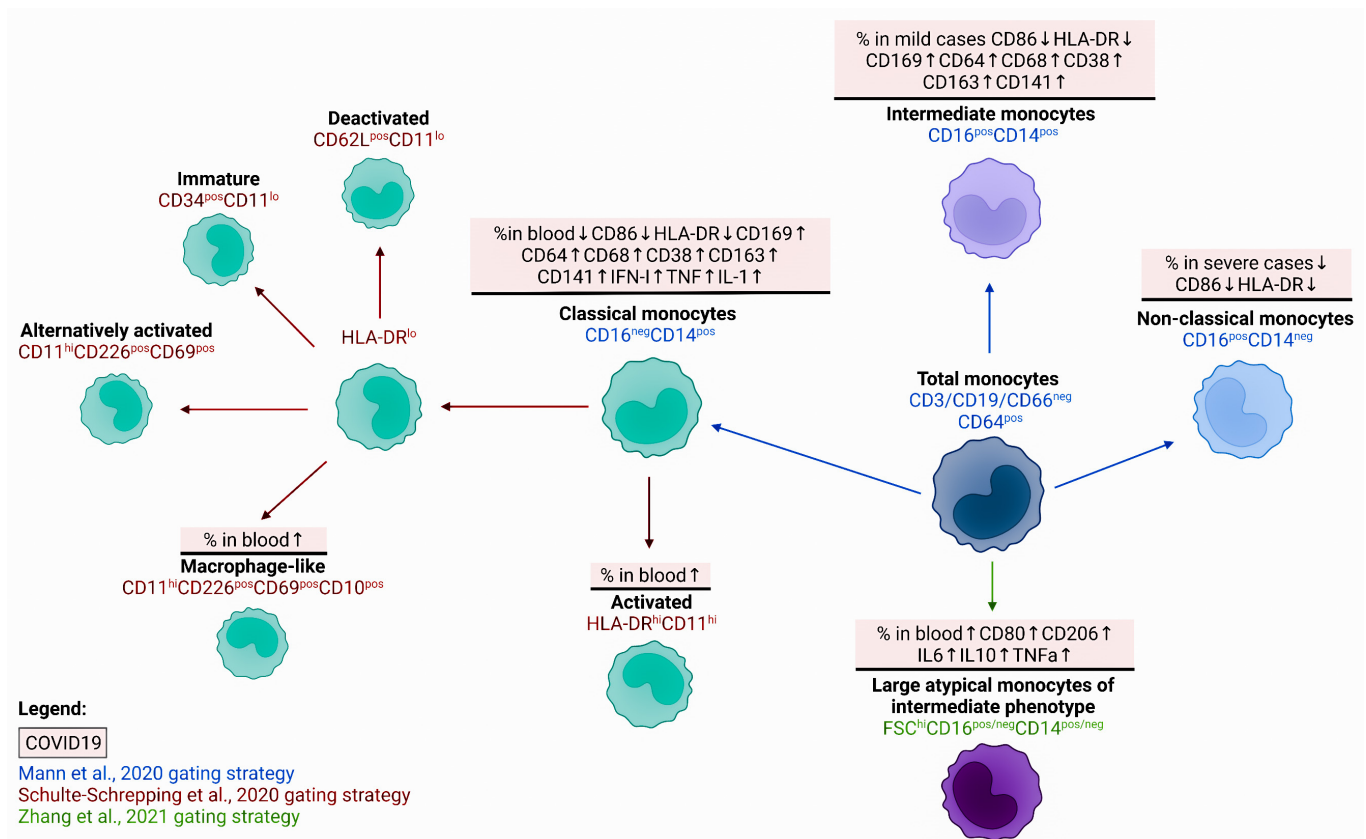 % in mild cases CD86↓HLA-DR↓
CD169↑CD64↑CD68↑CD38↑
CD163↑CD141↑
Intermediate monocytes
CD16posCD14pos
Deactivated
CD62LposCD11lo
Immature
CD34posCD11lo
%in blood↓CD86↓HLA-DR↓CD169↑
CD64↑CD68↑CD38↑CD163↑
CD141↑IFN-I↑TNF↑IL-1↑
Classical monocytes
CD16negCD14pos
% in severe cases↓
CD86↓HLA-DR↓
Non-classical monocytes
CD16posCD14neg
Alternatively activated
CD11hiCD226posCD69pos
HLA-DRlo
Total monocytes
CD3/CD19/CD66neg
CD64pos
% in blood↑
Macrophage-like
CD11hiCD226posCD69posCD10pos
% in blood↑
Activated
HLA-DRhiCD11hi
% in blood↑CD80↑CD206↑
IL6↑IL10↑TNFa↑
Large atypical monocytes of
intermediate phenotype
FSChiCD16pos/negCD14pos/neg
Legend:
COVID19
Mann et al., 2020 gating strategy
Schulte-Schrepping et al., 2020 gating strategy
Zhang et al., 2021 gating strategy